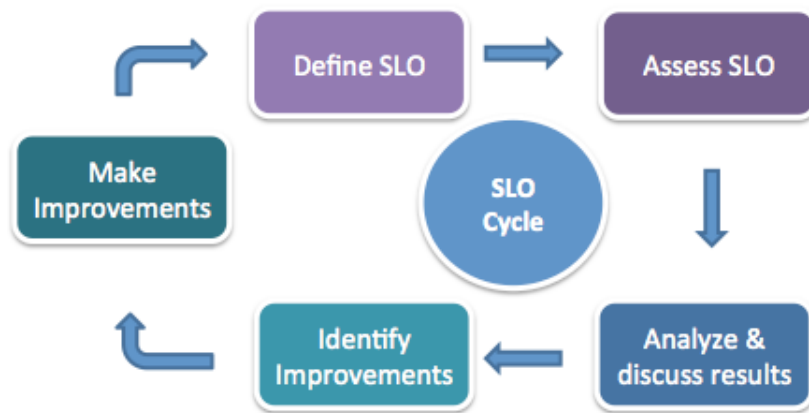 Define SLO
Assess SLO
Make
Improvements
SLO
Cycle
Identify
Improvements
Analyze &
discuss results